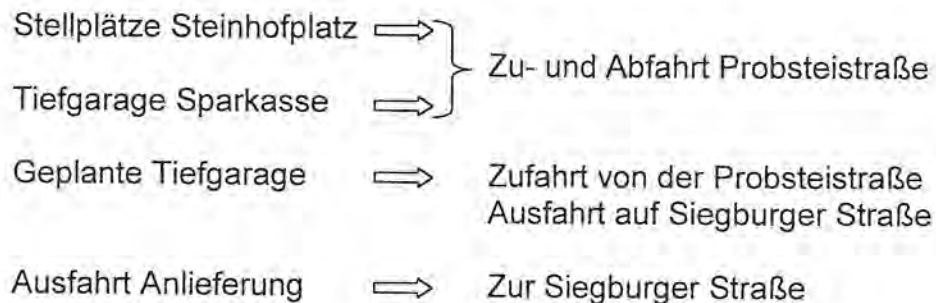 Stellplätze Steinhofplatz
Tiefgarage Sparkasse
Zu- und Abfahrt Probsteistraße
Geplante Tiefgarage
Zufahrt von der Probsteistraße
Ausfahrt auf Siegburger Straße
Ausfahrt Anlieferung
Zur Siegburger Straße